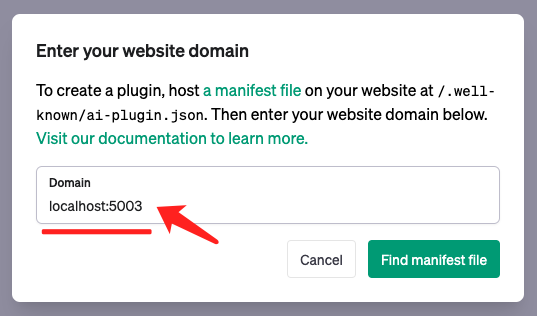 Enter your website domain
To create a plugin, host a manifest file on your website at /.well-
known/ai-plugin.json. Then enter your website domain below.
Visit our documentation to learn more.
Domain
localhost:5003
Cancel Find manifest file